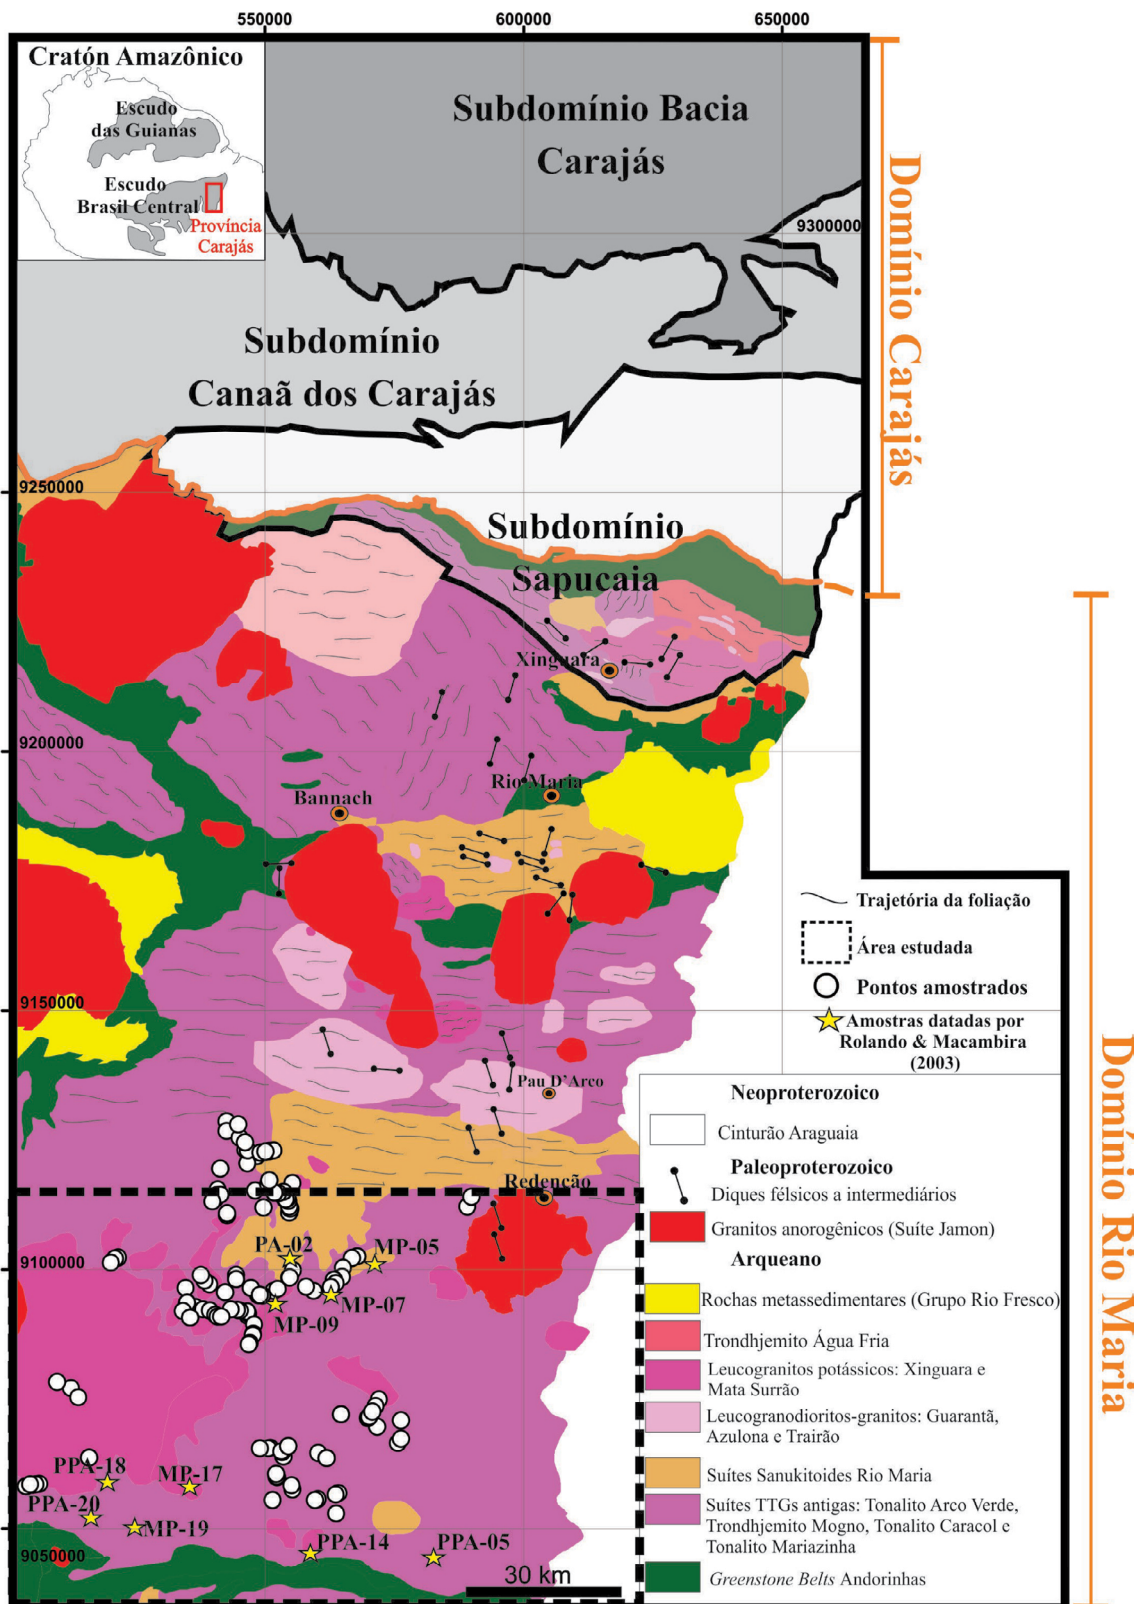 550000
600000
650000
Cratón Amazônico
Escudo
das Guianas
Escudo
Brasil Central
Província
Carajás
Subdomínio Bacia
Carajás
9300000
Domínio Carajás
Subdomínio
Canaã dos Carajás
9250000
Subdomínio
Sapucaia
Xinguara
9200000
Rio Maria
Bannach
Trajetória da foliação
Área estudada
Pontos amostrados
Amostras datadas por
Rolando & Macambira
(2003)
9150000
Pau D'Arco
Domínio Rio Maria
Redenção
PA-02
MP-05
9100000
MP-07
MP-09
PPA-18
MP-17
PPA-20
MP-19
PPA-14
PPA-05
9050000
30 km
Neoproterozoico
Cinturão Araguaia
Paleoproterozoico
Diques félsicos a intermediários
Granitos anorogênicos (Suíte Jamon)
Arqueano
Rochas metassedimentares (Grupo Rio Fresco)
Trondhjemito Água Fria
Leucogranitos potássicos: Xinguara e
Mata Surrão
Leucogranodioritos-granitos: Guarantã,
Azulona e Trairão
Suítes Sanukitoides Rio Maria
Suítes TTGs antigas: Tonalito Arco Verde,
Trondhjemito Mogno, Tonalito Caracol e
Tonalito Mariazinha
Greenstone Belts Andorinhas